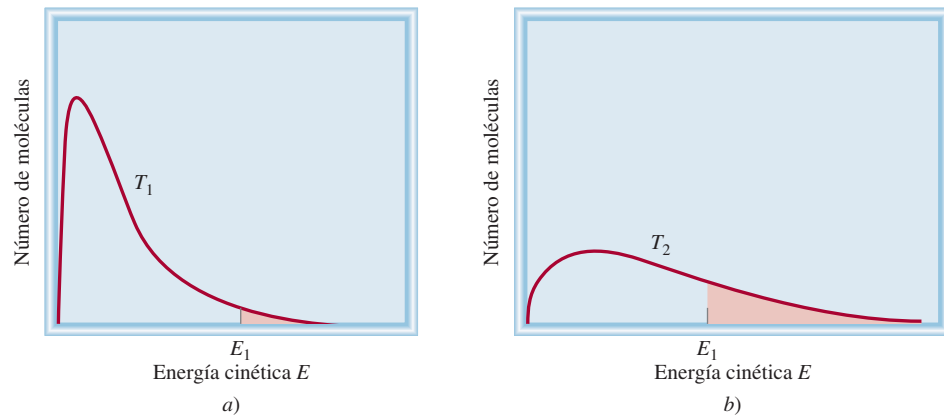 Número de moléculas
T₁
E₁
Energía cinética E
a)
Número de moléculas
T₂
E₁
Energía cinética E
b)